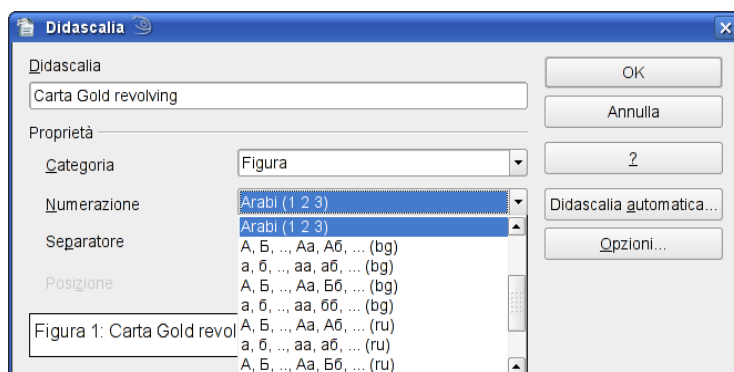 Didascalia
Didascalia
Carta Gold revolving
Proprietà
Categoria
Figura
Numerazione
Arabi (1 2 3)
Arabi (1 2 3)
Separatore
А, Б, .., Аа, Аб, ... (bg)
а, б, .., аа, аб, ... (bg)
А, Б, .., Аа, Бб, ... (bg)
Posizione
а, б, .., аа, бб, ... (bg)
А, Б, .., Аа, Аб, ... (ru)
Figura 1: Carta Gold revol
а, б, .., аа, аб, ... (ru)
А, Б, .., Аа, Бб, ... (ru)
OK
Annulla
?
Didascalia automatica...
Opzioni...